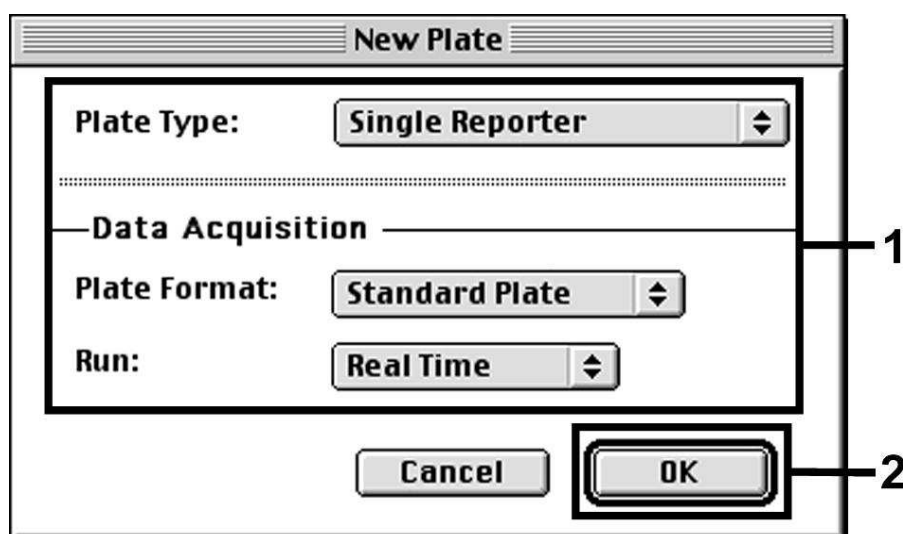 New Plate
Plate Type: Single Reporter
Data Acquisition
1
Plate Format: Standard Plate
Run: Real Time
Cancel OK
2